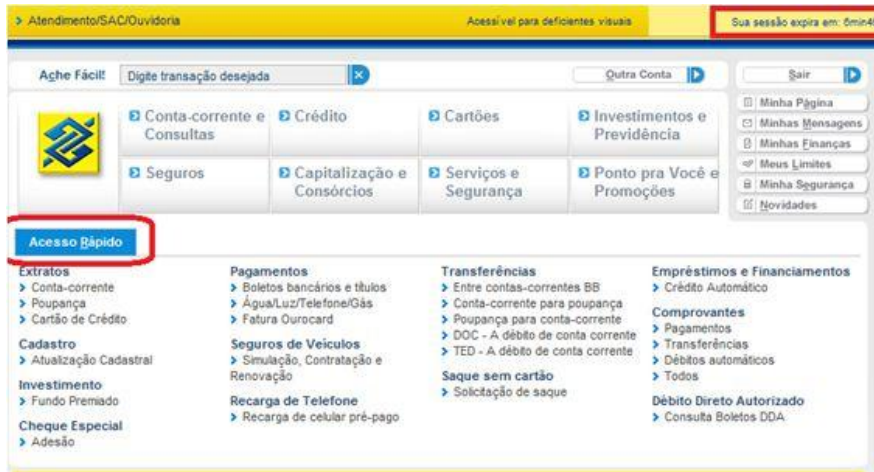 Atendimento/SAC/Ouvidoria
Acessível para deficientes visuais
Sua sessão expira em: 6min4
Ache Fácil!
Digite transação desejada
Outra Conta
Sair
Conta-corrente e Consultas
Crédito
Cartões
Investimentos e Previdência
Seguros
Capitalização e Consórcios
Serviços e Segurança
Ponto pra Você e Promoções
Minha Página
Minhas Mensagens
Minhas Finanças
Meus Limites
Minha Segurança
Novidades
Acesso Rápido
Extratos
Conta-corrente
Poupança
Cartão de Crédito
Cadastro
Atualização Cadastral
Investimento
Fundo Premiado
Cheque Especial
Adesão
Pagamentos
Boletos bancários e títulos
Água/Luz/Telefone/Gás
Fatura Ourocard
Seguros de Veículos
Simulação, Contratação e
Renovação
Recarga de Telefone
Recarga de celular pré-pago
Transferências
Entre contas-correntes BB
Conta-corrente para poupança
Poupança para conta-corrente
DOC - A débito de conta corrente
TED - A débito de conta corrente
Saque sem cartão
Solicitação de saque
Empréstimos e Financiamentos
Crédito Automático
Comprovantes
Pagamentos
Transferências
Débitos automáticos
Todos
Débito Direto Autorizado
Consulta Boletos DDA